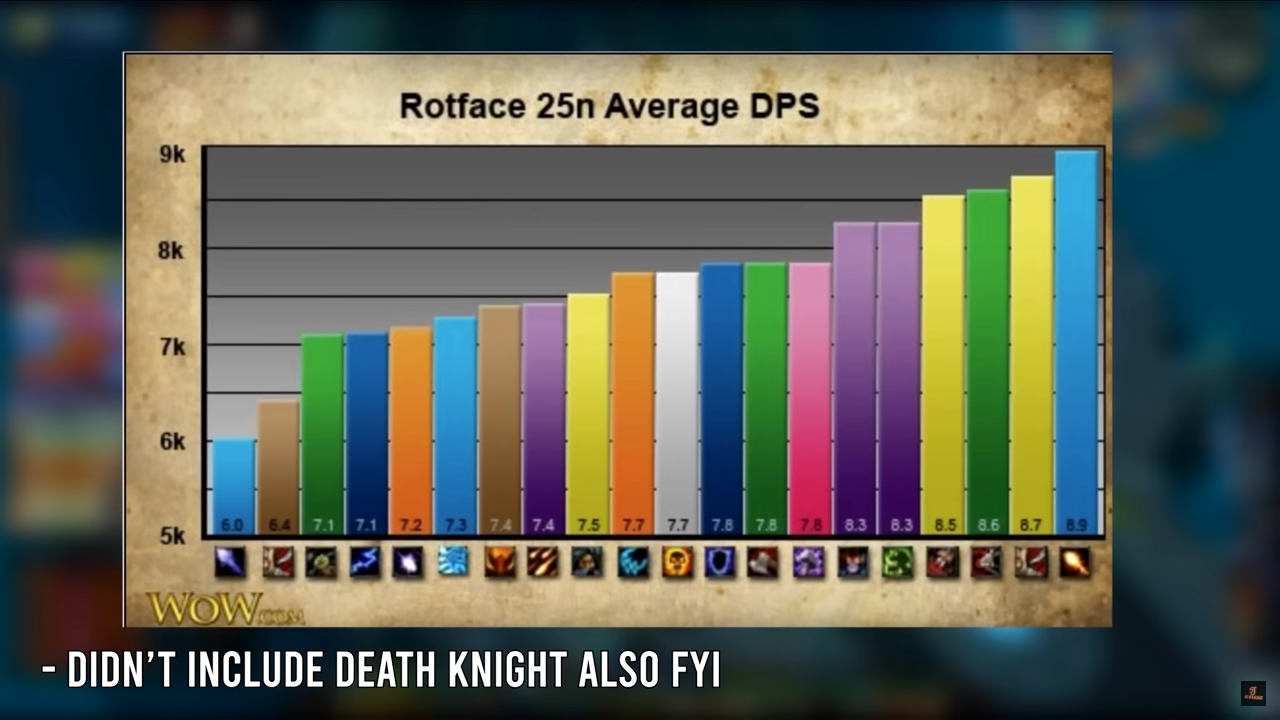 Rotface 25n Average DPS
9k
8k
7k
6k
5k
6.0 6.4 7.1 7.1 7.2 7.3 7.4 7.4 7.5 7.7 7.7 7.8 7.8 7.8 8.3 8.3 8.5 8.6 8.7 8.9
WOW.COM
- DIDN'T INCLUDE DEATH KNIGHT ALSO FYI